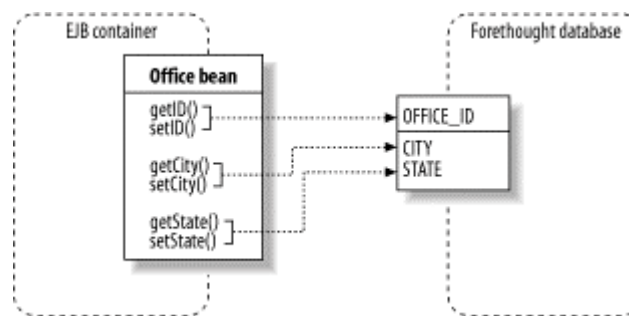 EJB container
Forethought database
Office bean
getID()
setID()
getCity()
setCity()
getState()
setState()
OFFICE_ID
CITY
STATE